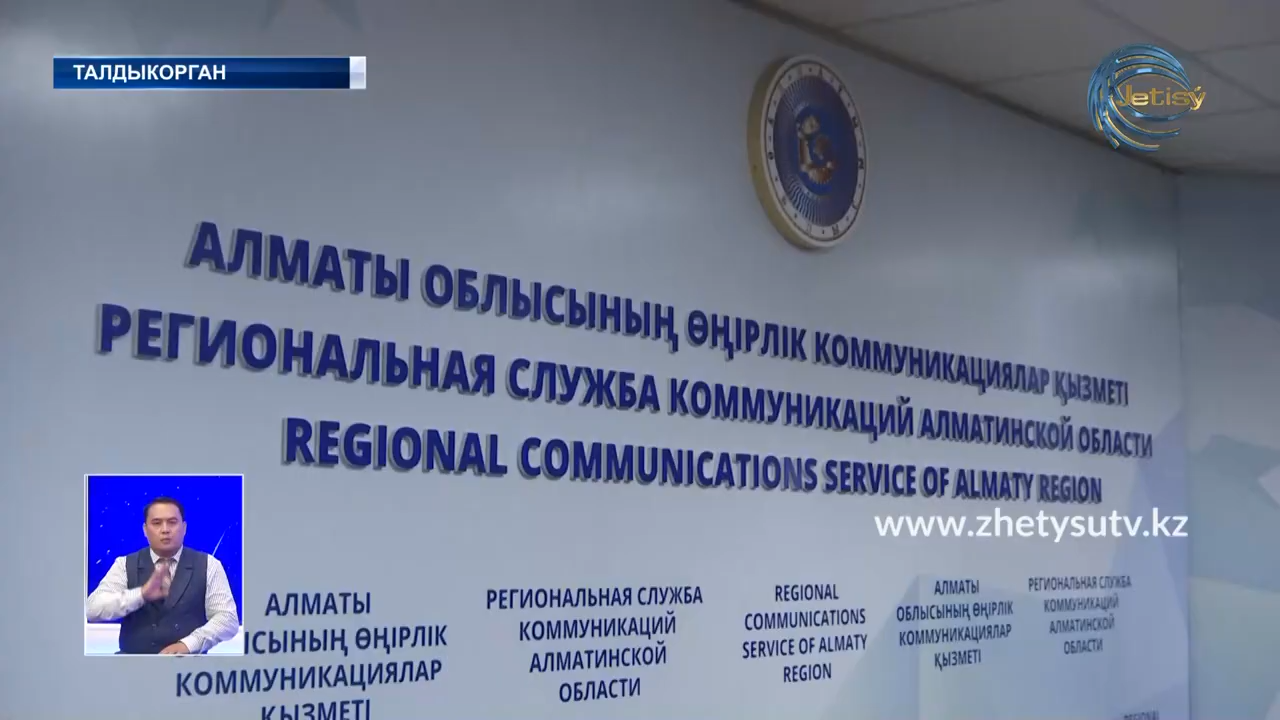 ТАЛДЫКОРГАН
Jetisý
АЛМАТЫ ОБЛЫСЫНЫҢ ӨҢІРЛІК КОММУНИКАЦИЯЛАР ҚЫЗМЕТІ
РЕГИОНАЛЬНАЯ СЛУЖБА КОММУНИКАЦИЙ АЛМАТИНСКОЙ ОБЛАСТИ
REGIONAL COMMUNICATIONS SERVICE OF ALMATY REGION
www.zhetysutv.kz
АЛМАТЫ
ӨҢІРЛІК
КОММУНИКАЦИЯЛАР
ҚЫЗМЕТІ
РЕГИОНАЛЬНАЯ СЛУЖБА
КОММУНИКАЦИЙ
АЛМАТИНСКОЙ
ОБЛАСТИ
REGIONAL
COMMUNICATIONS
SERVICE OF ALMATY
REGION
АЛМАТЫ
ОБЛЫСЫНЫҢ ӨҢІРЛІК
КОММУНИКАЦИЯЛАР
ҚЫЗМЕТІ
РЕГИОНАЛЬНАЯ СЛУЖБА
КОММУНИКАЦИЙ
АЛМАТИНСКОЙ
ОБЛАСТИ